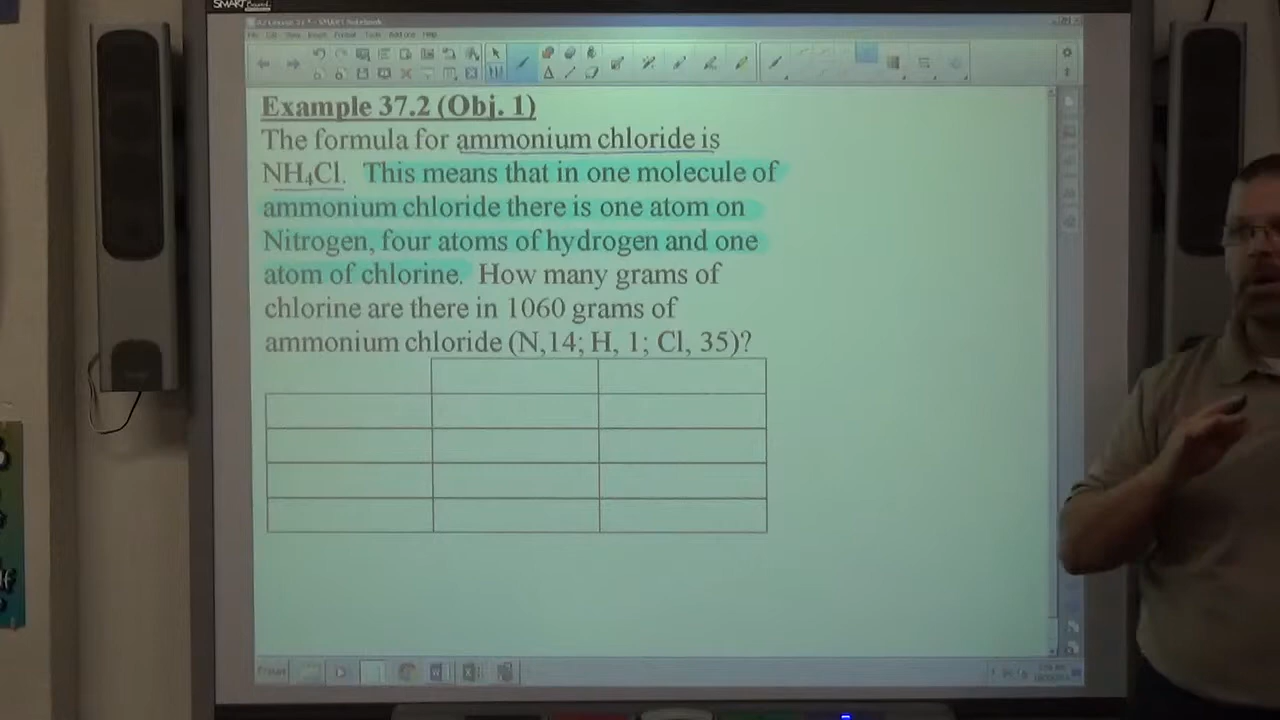 SMART Board
Example 37.2 (Obj. 1)
The formula for ammonium chloride is
NH₄Cl. This means that in one molecule of
ammonium chloride there is one atom on
Nitrogen, four atoms of hydrogen and one
atom of chlorine. How many grams of
chlorine are there in 1060 grams of
ammonium chloride (N,14; H, 1; Cl, 35)?